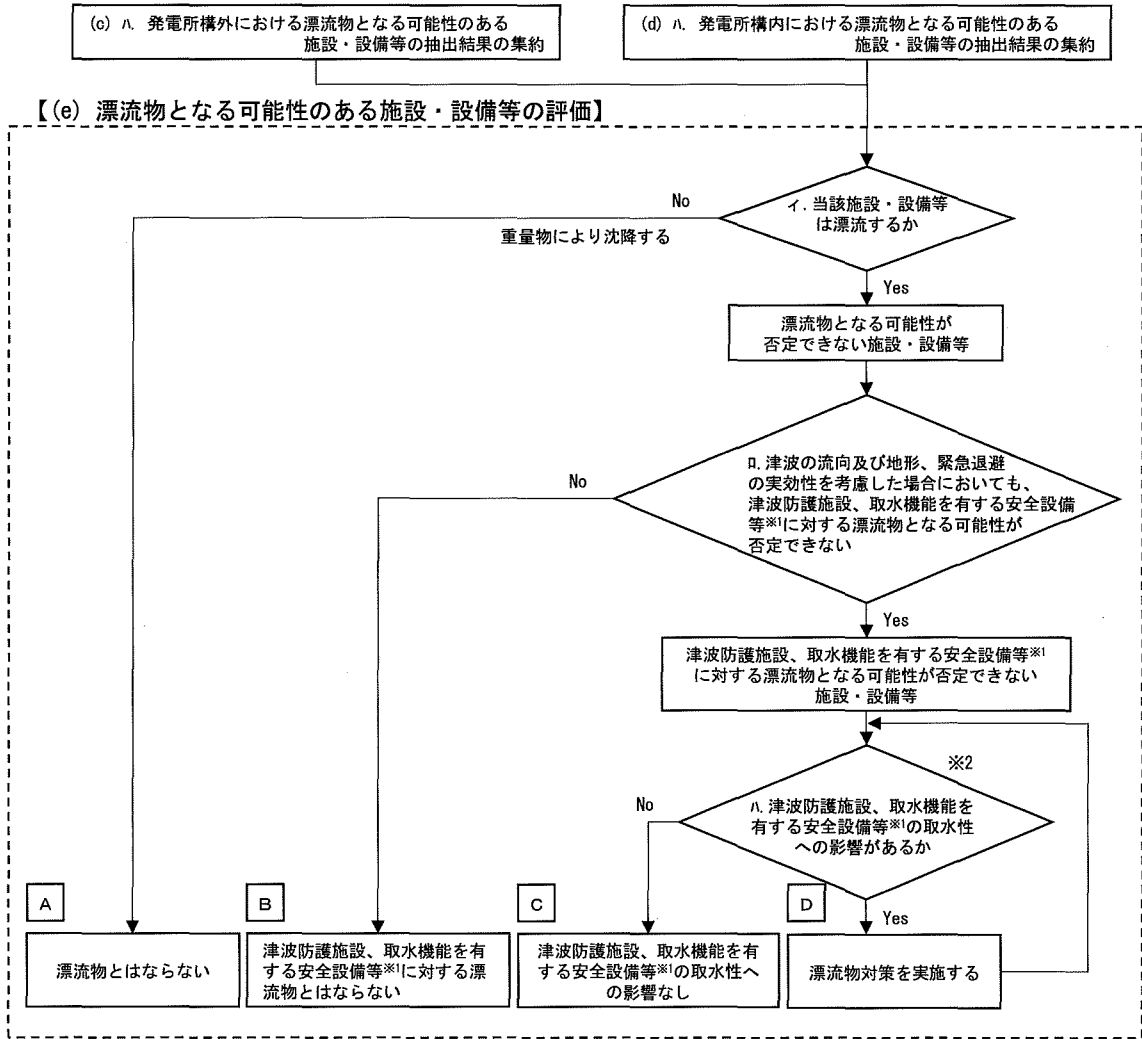 (c) ハ. 発電所構外における漂流物となる可能性のある
施設・設備等の抽出結果の集約
(d) ハ. 発電所構内における漂流物となる可能性のある
施設・設備等の抽出結果の集約
【(e) 漂流物となる可能性のある施設・設備等の評価】
イ. 当該施設・設備等
は漂流するか
No
重量物により沈降する
Yes
漂流物となる可能性が
否定できない施設・設備等
ロ. 津波の流向及び地形、緊急退避
の実効性を考慮した場合においても、
津波防護施設、取水機能を有する安全設備
等※1に対する漂流物となる可能性が
否定できない
No
Yes
津波防護施設、取水機能を有する安全設備等※1
に対する漂流物となる可能性が否定できない
施設・設備等
※2
ハ. 津波防護施設、取水機能を
有する安全設備等※1の取水性
への影響があるか
No
Yes
A
漂流物とはならない
B
津波防護施設、取水機能を有
する安全設備等※1に対する漂
流物とはならない
C
津波防護施設、取水機能を有
する安全設備等※1の取水性へ
の影響なし
D
漂流物対策を実施する